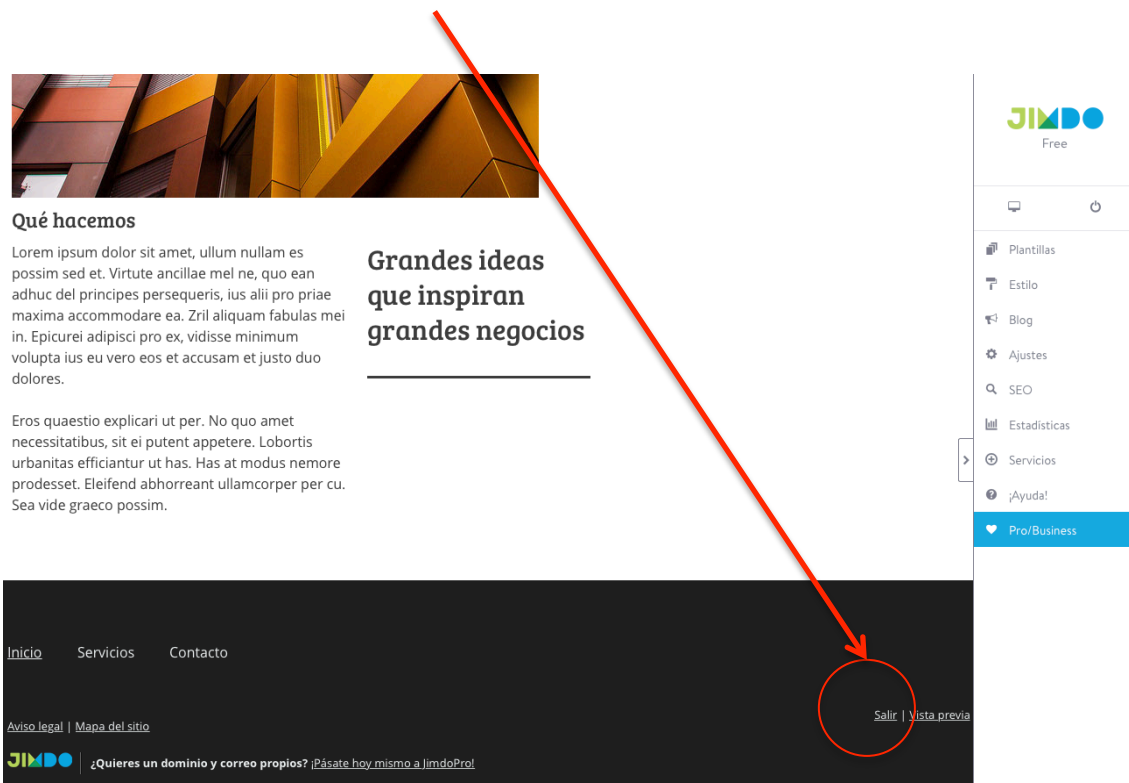 Qué hacemos
Lorem ipsum dolor sit amet, ullum nullam es
possim sed et. Virtute ancillae mel ne, quo ean
adhuc del principes persequeris, ius alii pro priae
maxima accommodare ea. Zril aliquam fabulas mei
in. Epicurei adipisci pro ex, vidisse minimum
volupta ius eu vero eos et accusam et justo duo
dolores.
Eros quaestio explicari ut per. No quo amet
necessitatibus, sit ei putent appetere. Lobortis
urbanitas efficiantur ut has. Has at modus nemore
prodesset. Eleifend abhorreant ullamcorper per cu.
Sea vide graeco possim.
Grandes ideas
que inspiran
grandes negocios
JIMDO
Free
Plantillas
Estilo
Blog
Ajustes
SEO
Estadísticas
Servicios
¡Ayuda!
Pro/Business
Inicio Servicios Contacto
Salir | Vista previa
Aviso legal | Mapa del sitio
JIMDO ¿Quieres un dominio y correo propios? ¡Pásate hoy mismo a JimdoPro!